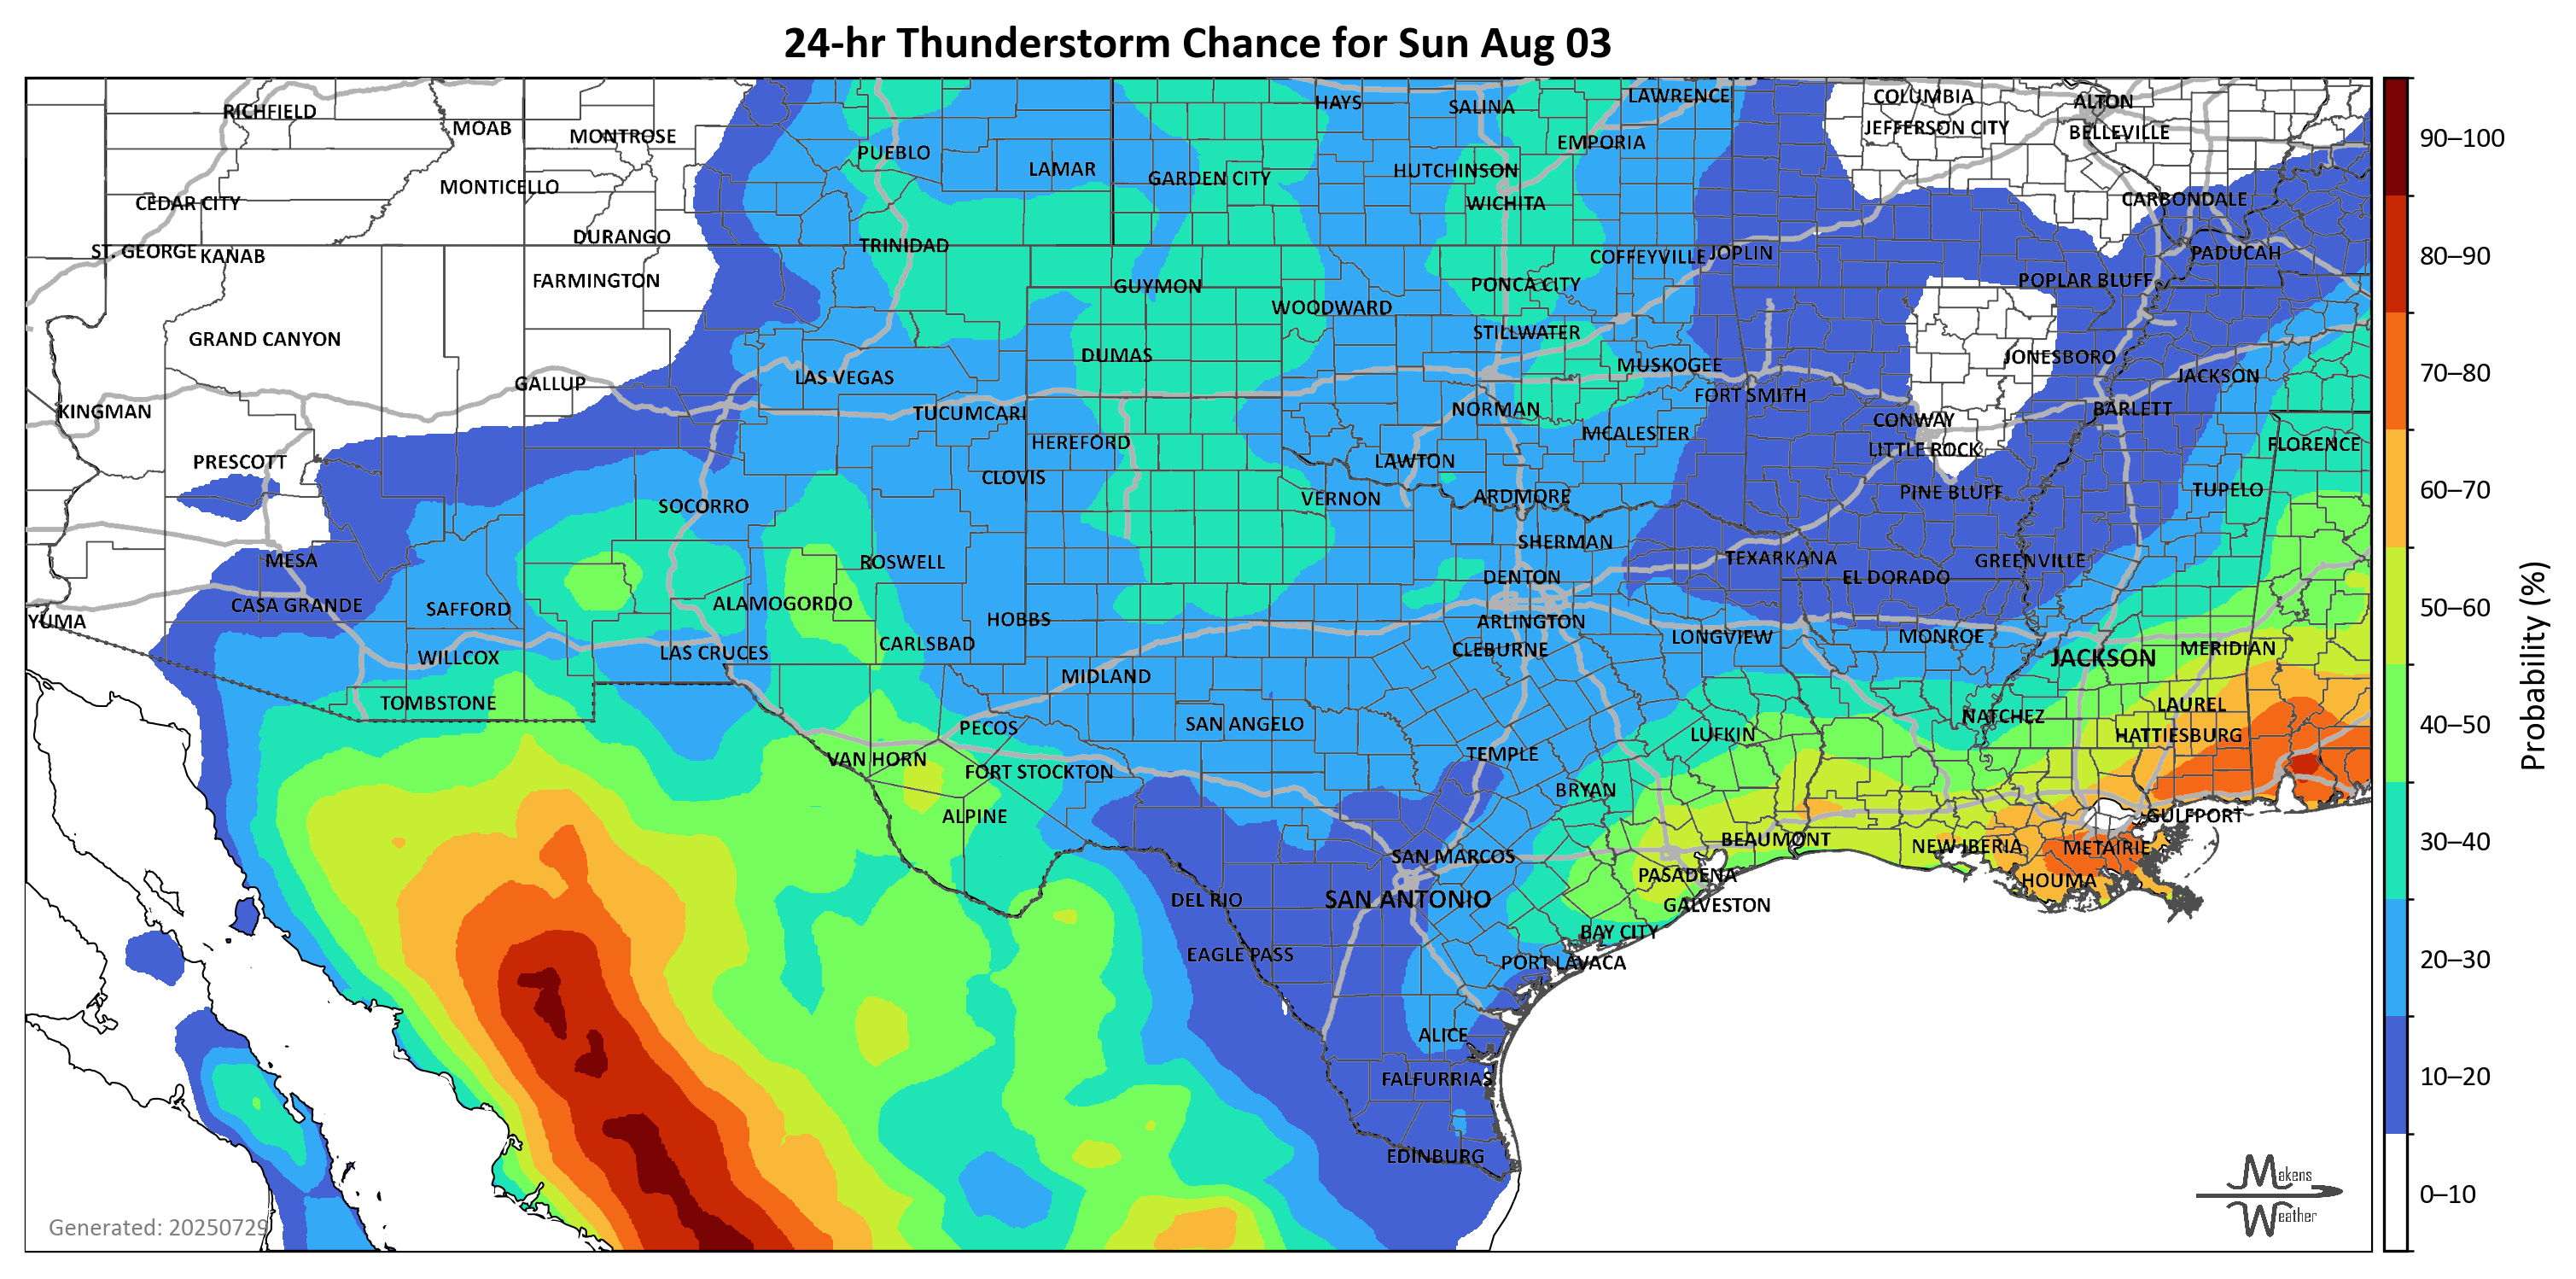 24-hr Thunderstorm Chance for Sun Aug 03
RICHFIELD
MOAB
MONTROSE
PUEBLO
LAMAR
HAYS
SALINA
LAWRENCE
EMPORIA
COLUMBIA
JEFFERSON CITY
ALTON
BELLEVILLE
CEDAR CITY
MONTICELLO
GARDEN CITY
HUTCHINSON
WICHITA
CARBONDALE
ST. GEORGE
KANAB
DURANGO
TRINIDAD
COFFEYVILLE
JOPLIN
PADUCAH
FARMINGTON
GUYMON
WOODWARD
PONCA CITY
POPLAR BLUFF
GRAND CANYON
DUMAS
STILLWATER
MUSKOGEE
JONESBORO
GALLUP
LAS VEGAS
FORT SMITH
JACKSON
KINGMAN
TUCUMCARI
NORMAN
CONWAY
BARLETT
PRESCOTT
HEREFORD
MCALESTER
LITTLE ROCK
FLORENCE
CLOVIS
LAWTON
SOCORRO
VERNON
ARDMORE
PINE BLUFF
TUPELO
MESA
ROSWELL
SHERMAN
TEXARKANA
GREENVILLE
DENTON
EL DORADO
CASA GRANDE
SAFFORD
ALAMOGORDO
YUMA
HOBBS
ARLINGTON
WILLCOX
LAS CRUCES
CARLSBAD
CLEBURNE
LONGVIEW
MONROE
JACKSON
MERIDIAN
TOMBSTONE
MIDLAND
PECOS
SAN ANGELO
LUFKIN
NATCHEZ
LAUREL
HATTIESBURG
VAN HORN
FORT STOCKTON
TEMPLE
BRYAN
ALPINE
GULFPORT
SAN MARCOS
BEAUMONT
NEW IBERIA
METAIRIE
PASADENA
HOUMA
DEL RIO
SAN ANTONIO
GALVESTON
BAY CITY
EAGLE PASS
PORT LAVACA
ALICE
FALFURRIAS
EDINBURG
Generated: 20250729
Makens
Weather
90–100
80–90
70–80
60–70
50–60
40–50
30–40
20–30
10–20
0–10
Probability (%)